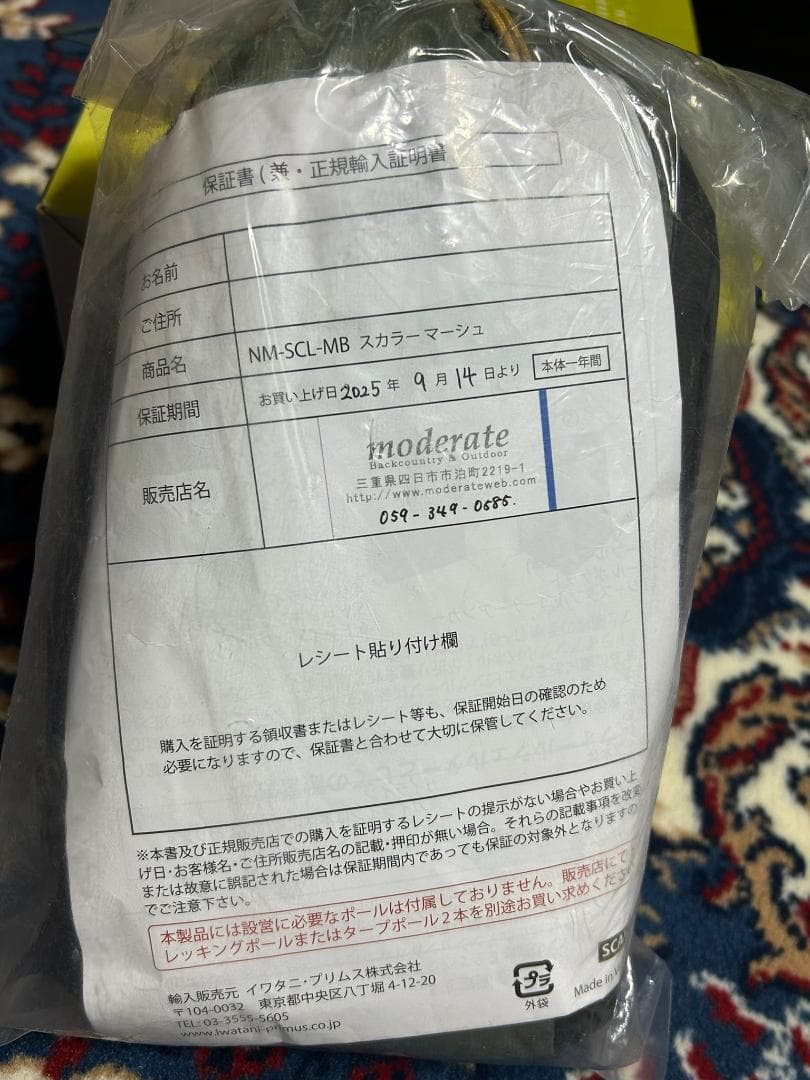 保証書(兼・正規輸入証明書
お名前
ご住所
商品名 NM-SCL-MB スカラーマーシュ
保証期間 お買い上げ日2025年 9月14日より 本体一年間
販売店名
moderate
Backcountry & Outdoor
三重県四日市市泊町2219-1
http://www.moderateweb.com
059-349-0585.
レシート貼り付け欄
購入を証明する領収書またはレシート等も、保証開始日の確認のため
必要になりますので、保証書と合わせて大切に保管してください。
※本書及び正規販売店での購入を証明するレシートの提示がない場合やお買い上
げ日・お客様名・ご住所販売店名の記載・押印が無い場合。それらの記載事項を改
または故意に誤記された場合は保証期間内であっても保証の対象外となりますの
でご注意下さい。
本製品には設営に必要なポールは付属しておりません。販売店にて
レッキングポールまたはタープポール2本を別途お買い求めくださ
輸入販売元 イワタニ・プリムス株式会社
〒104-0032 東京都中央区八丁堀 4-12-20
TEL: 03-3555-5605
www.iwatani-primus.co.jp
プラ
外袋
SCA
Made in